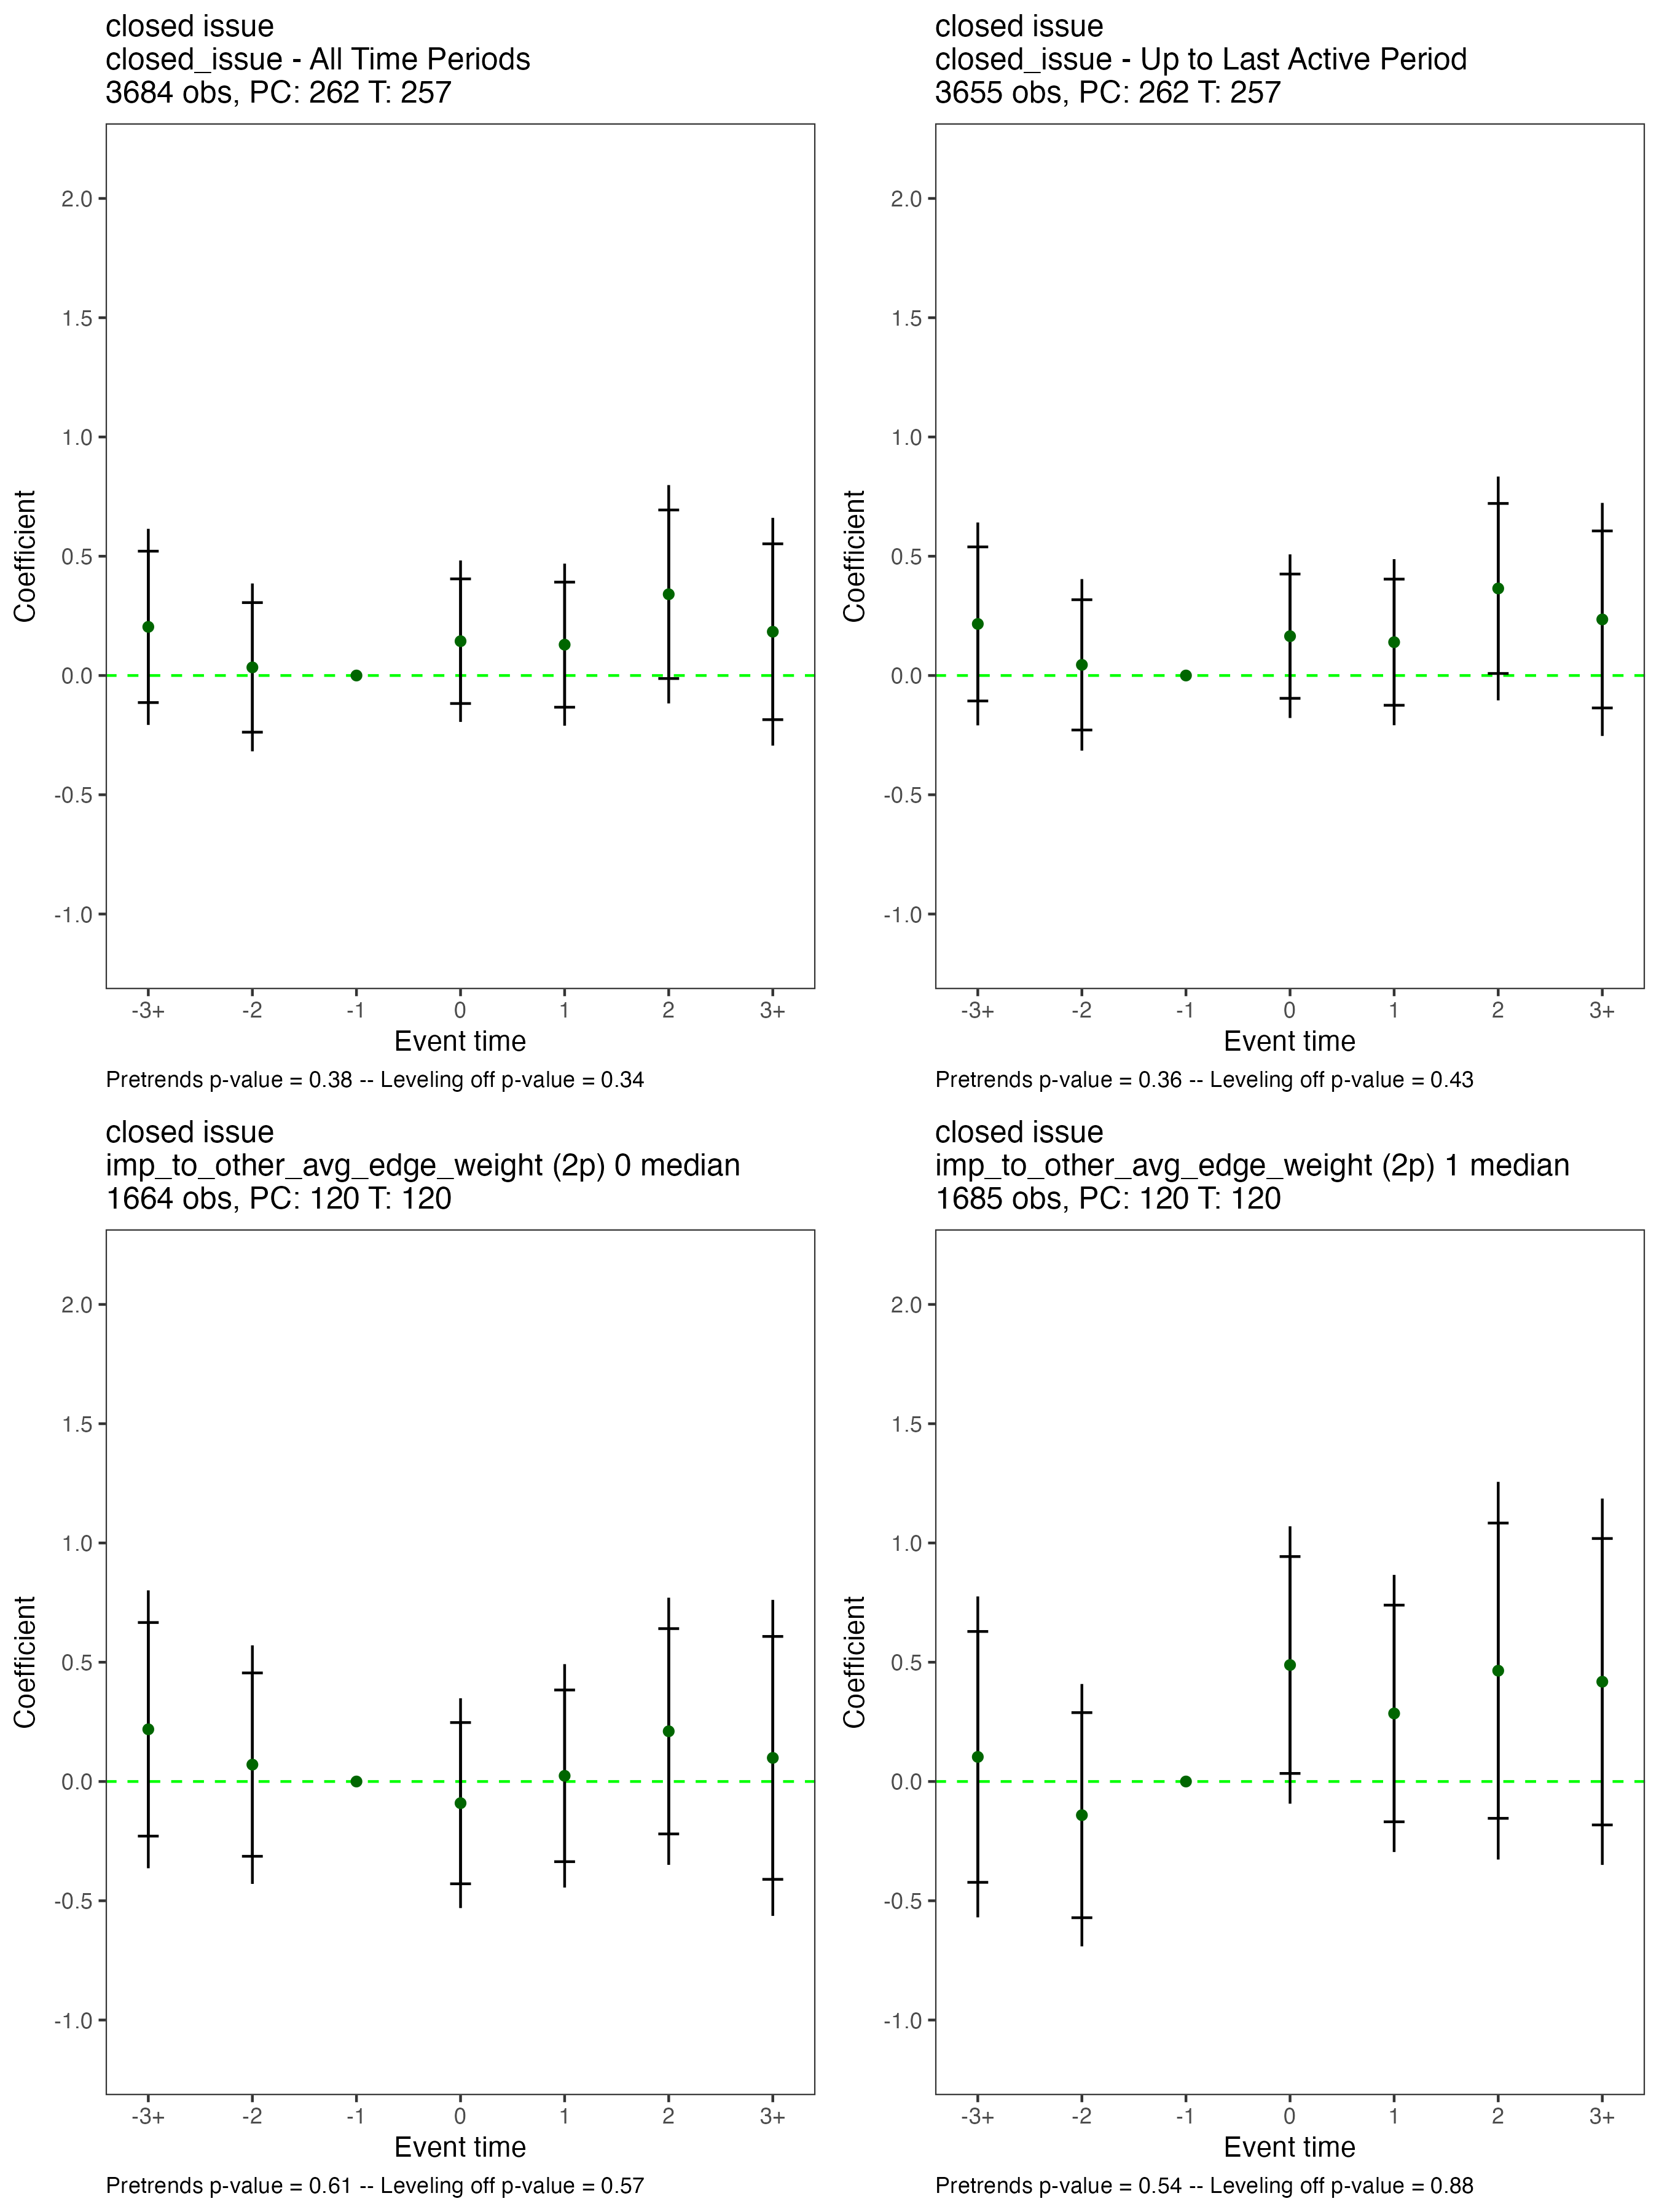 closed issue
closed_issue - All Time Periods
3684 obs, PC: 262 T: 257
2.0
1.5
1.0
0.5
0.0
-0.5
-1.0
Coefficient
-3+ -2 -1 0 1 2 3+
Event time
Pretrends p-value = 0.38 -- Leveling off p-value = 0.34
closed issue
closed_issue - Up to Last Active Period
3655 obs, PC: 262 T: 257
2.0
1.5
1.0
0.5
0.0
-0.5
-1.0
Coefficient
-3+ -2 -1 0 1 2 3+
Event time
Pretrends p-value = 0.36 -- Leveling off p-value = 0.43
closed issue
imp_to_other_avg_edge_weight (2p) 0 median
1664 obs, PC: 120 T: 120
2.0
1.5
1.0
0.5
0.0
-0.5
-1.0
Coefficient
-3+ -2 -1 0 1 2 3+
Event time
Pretrends p-value = 0.61 -- Leveling off p-value = 0.57
closed issue
imp_to_other_avg_edge_weight (2p) 1 median
1685 obs, PC: 120 T: 120
2.0
1.5
1.0
0.5
0.0
-0.5
-1.0
Coefficient
-3+ -2 -1 0 1 2 3+
Event time
Pretrends p-value = 0.54 -- Leveling off p-value = 0.88